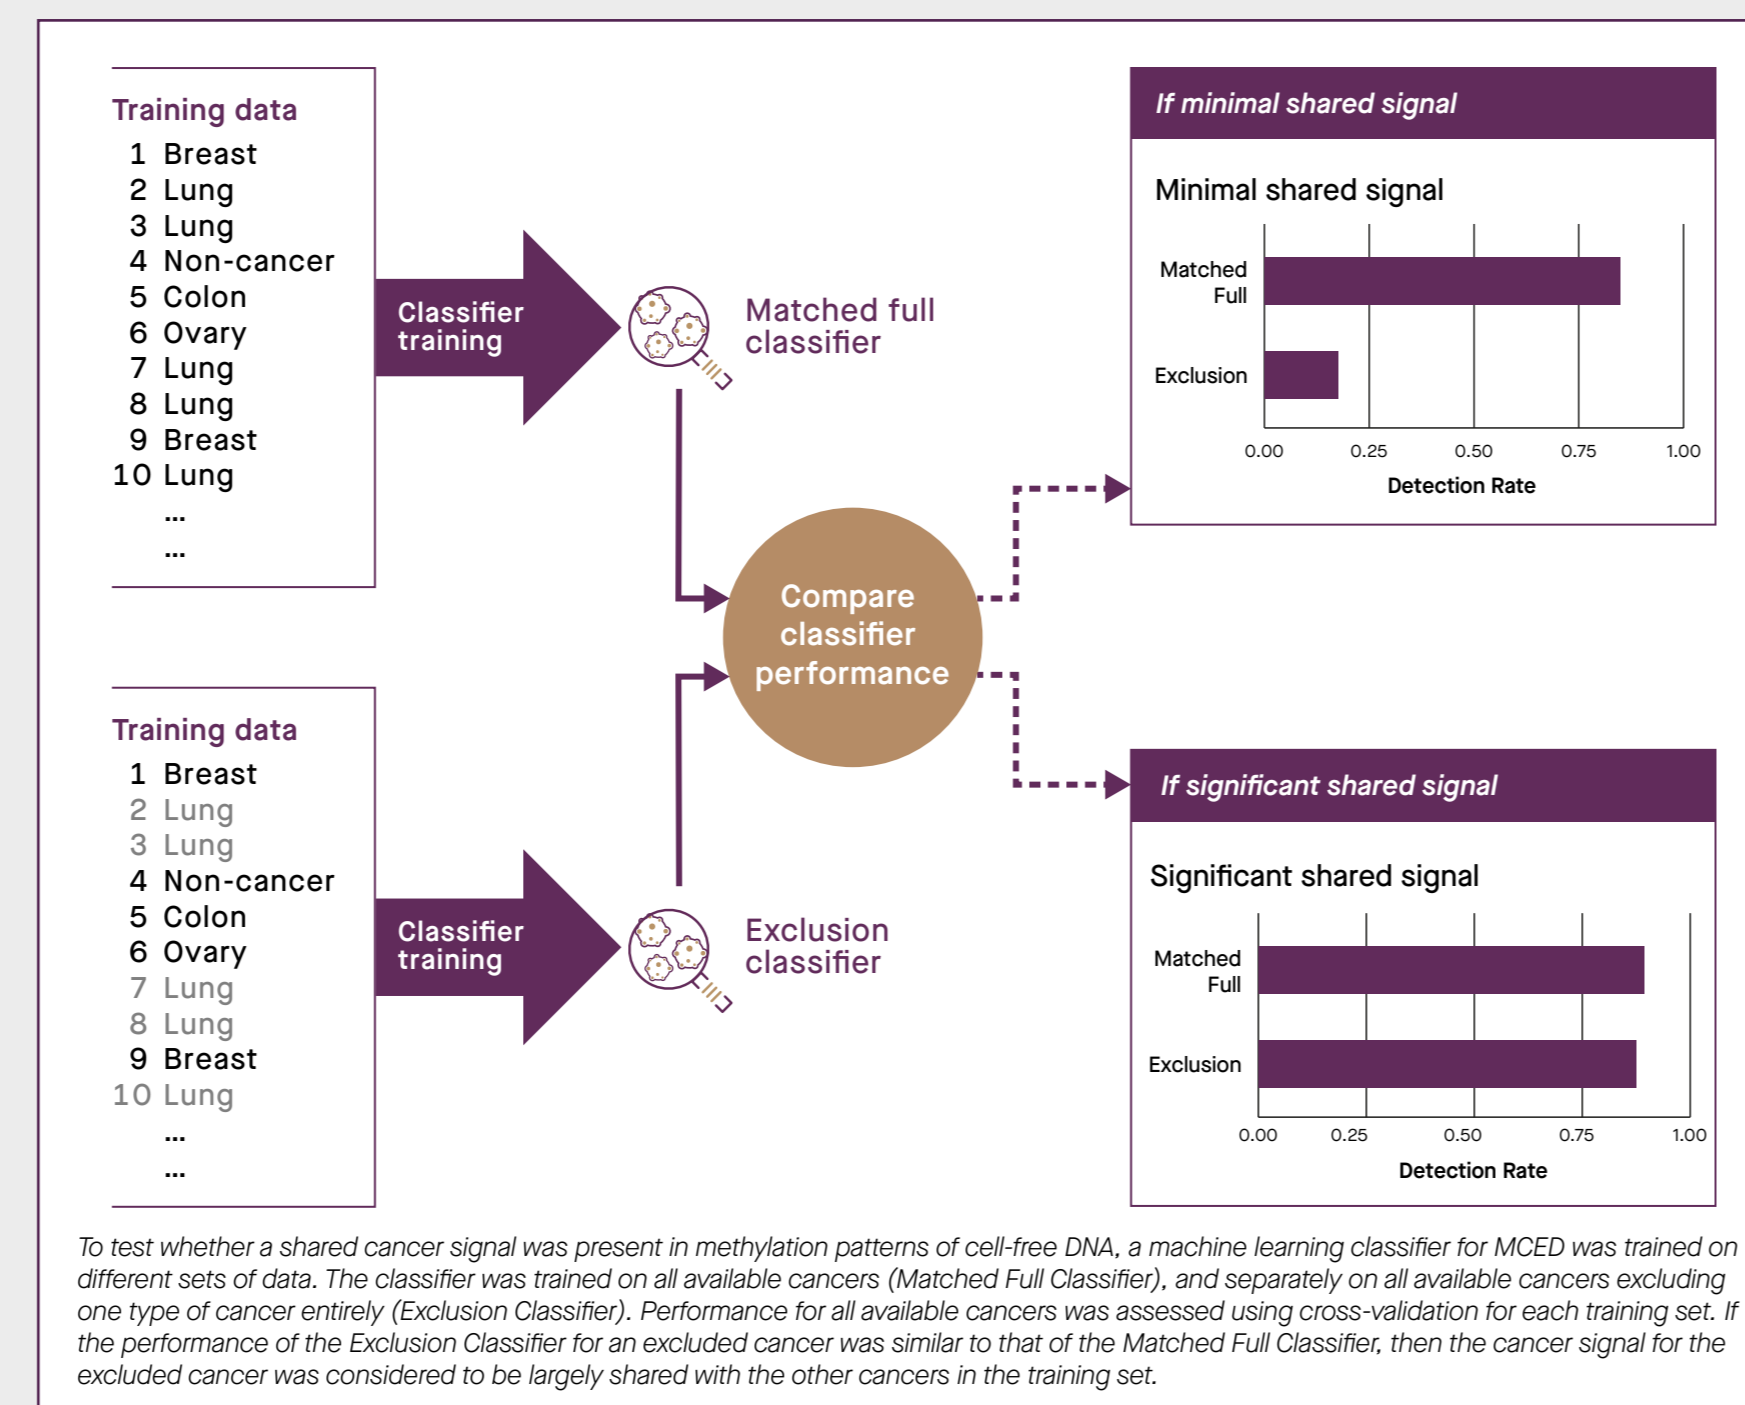 Training data
1 Breast
2 Lung
3 Lung
4 Non-cancer
5 Colon
6 Ovary
7 Lung
8 Lung
9 Breast
10 Lung
...
...
Classifier
training
Matched full
classifier
Training data
1 Breast
2 Lung
3 Lung
4 Non-cancer
5 Colon
6 Ovary
7 Lung
8 Lung
9 Breast
10 Lung
...
...
Classifier
training
Exclusion
classifier
Compare
classifier
performance
If minimal shared signal
Minimal shared signal
Matched
Full
Exclusion
0.00 0.25 0.50 0.75 1.00
Detection Rate
If significant shared signal
Significant shared signal
Matched
Full
Exclusion
0.00 0.25 0.50 0.75 1.00
Detection Rate
To test whether a shared cancer signal was present in methylation patterns of cell-free DNA, a machine learning classifier for MCED was trained on
different sets of data. The classifier was trained on all available cancers (Matched Full Classifier), and separately on all available cancers excluding
one type of cancer entirely (Exclusion Classifier). Performance for all available cancers was assessed using cross-validation for each training set. If
the performance of the Exclusion Classifier for an excluded cancer was similar to that of the Matched Full Classifier, then the cancer signal for the
excluded cancer was considered to be largely shared with the other cancers in the training set.